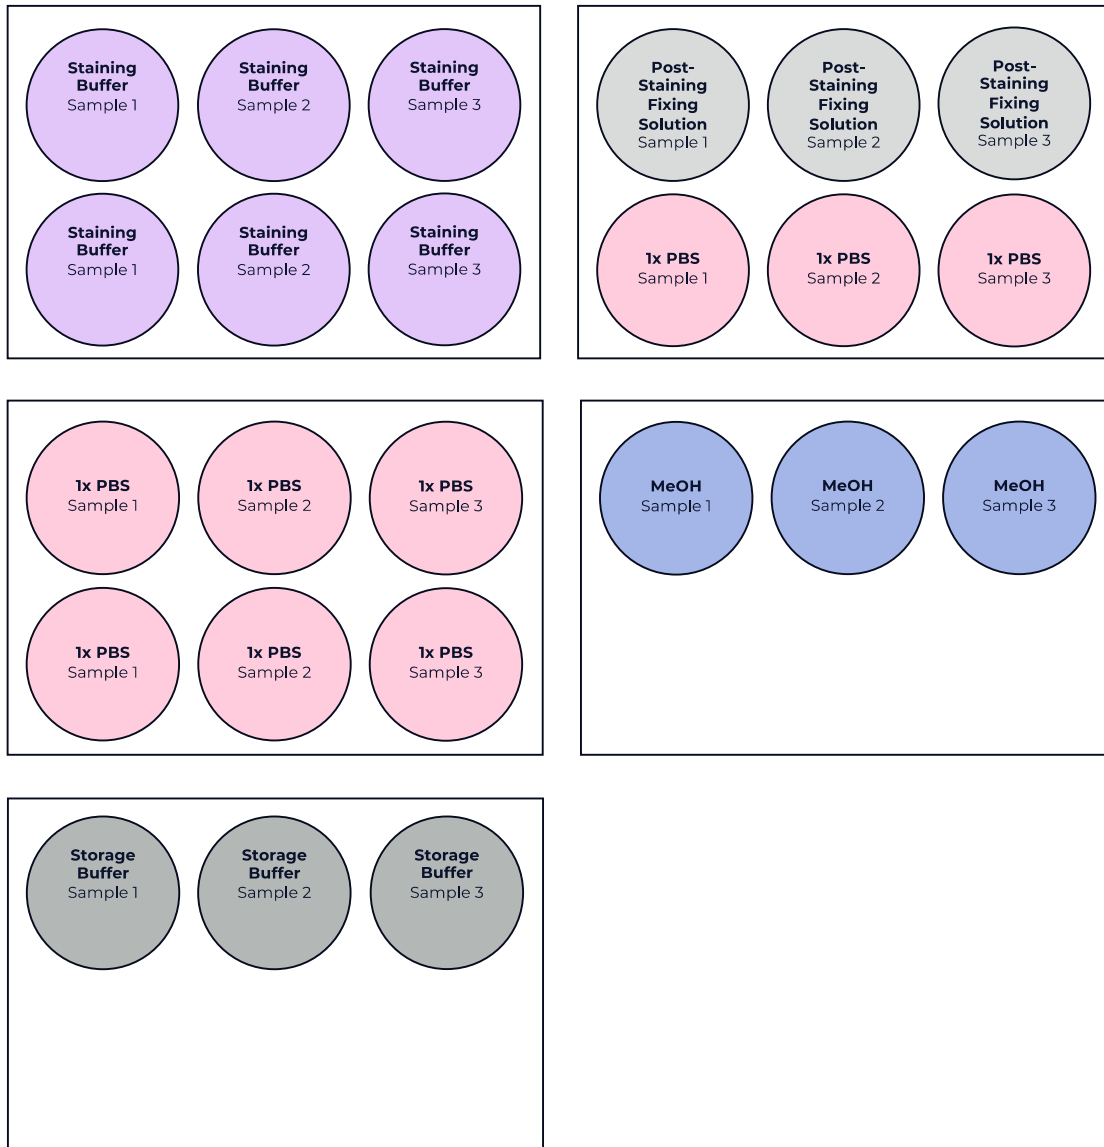 Staining
Buffer
Sample 1
Staining
Buffer
Sample 2
Staining
Buffer
Sample 3
Staining
Buffer
Sample 1
Staining
Buffer
Sample 2
Staining
Buffer
Sample 3
Post-
Staining
Fixing
Solution
Sample 1
Post-
Staining
Fixing
Solution
Sample 2
Post-
Staining
Fixing
Solution
Sample 3
1x PBS
Sample 1
1x PBS
Sample 2
1x PBS
Sample 3
1x PBS
Sample 1
1x PBS
Sample 2
1x PBS
Sample 3
1x PBS
Sample 1
1x PBS
Sample 2
1x PBS
Sample 3
MeOH
Sample 1
MeOH
Sample 2
MeOH
Sample 3
Storage
Buffer
Sample 1
Storage
Buffer
Sample 2
Storage
Buffer
Sample 3